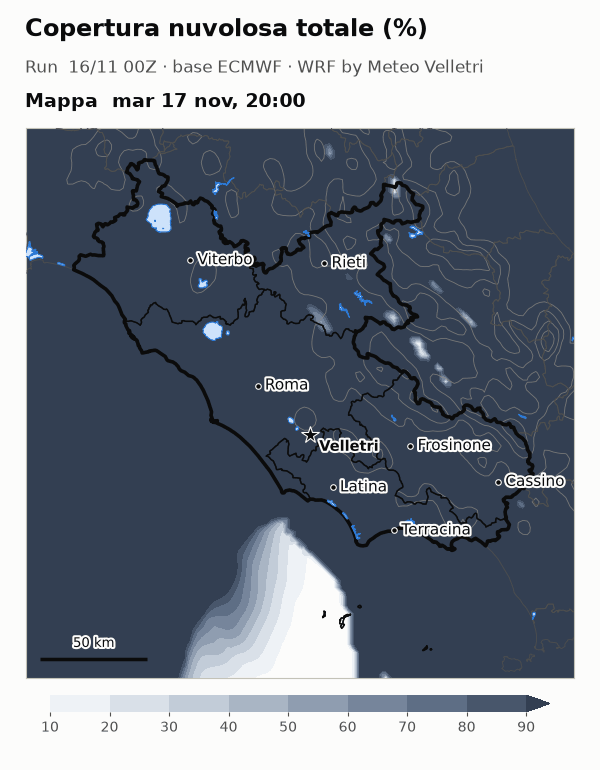 Copertura nuvolosa totale (%)
Run 16/11 00Z · base ECMWF · WRF by Meteo Velletri
Mappa mar 17 nov, 20:00
Viterbo
Rieti
Roma
Velletri
Frosinone
Cassino
Latina
Terracina
50 km
10 20 30 40 50 60 70 80 90